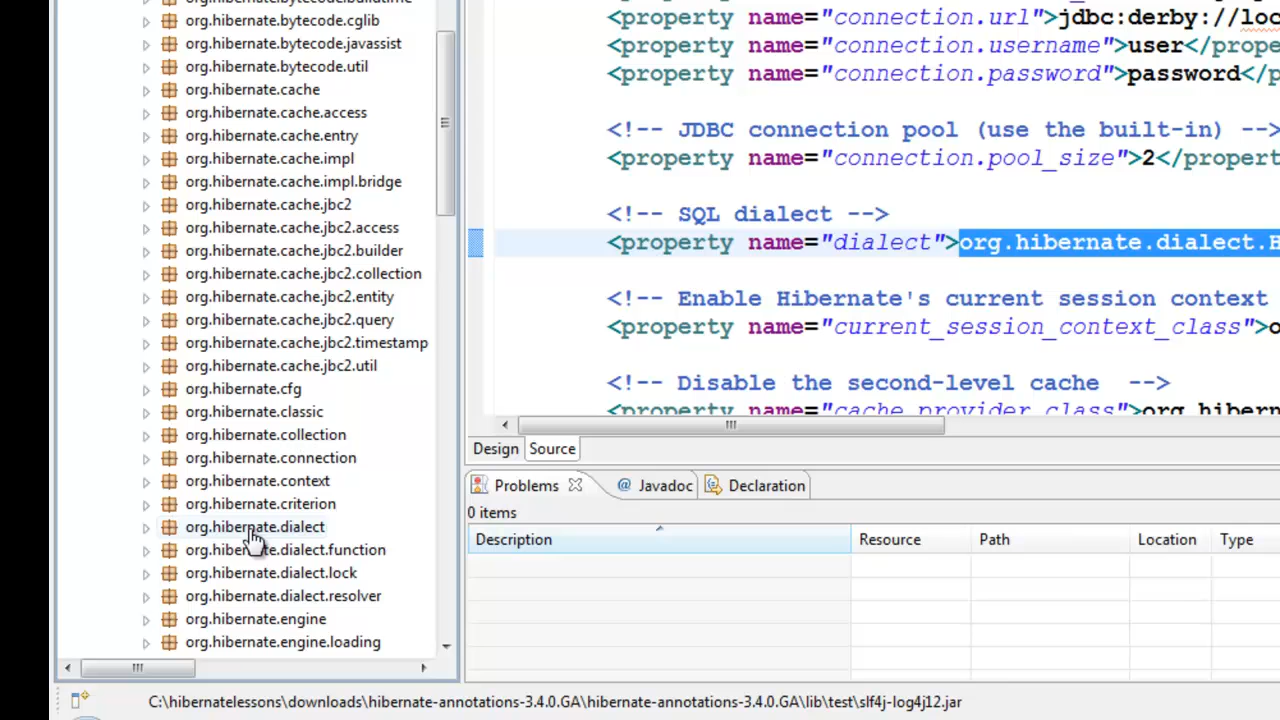 org.hibernate.bytecode.buildtime
org.hibernate.bytecode.cglib
org.hibernate.bytecode.javassist
org.hibernate.bytecode.util
org.hibernate.cache
org.hibernate.cache.access
org.hibernate.cache.entry
org.hibernate.cache.impl
org.hibernate.cache.impl.bridge
org.hibernate.cache.jbc2
org.hibernate.cache.jbc2.access
org.hibernate.cache.jbc2.builder
org.hibernate.cache.jbc2.collection
org.hibernate.cache.jbc2.entity
org.hibernate.cache.jbc2.query
org.hibernate.cache.jbc2.timestamp
org.hibernate.cache.jbc2.util
org.hibernate.cfg
org.hibernate.classic
org.hibernate.collection
org.hibernate.connection
org.hibernate.context
org.hibernate.criterion
org.hibernate.dialect
org.hibernate.dialect.function
org.hibernate.dialect.lock
org.hibernate.dialect.resolver
org.hibernate.engine
org.hibernate.engine.loading
<property name="connection.url">jdbc:derby://loc
<property name="connection.username">user</prope
<property name="connection.password">password</p
<!-- JDBC connection pool (use the built-in) -->
<property name="connection.pool_size">2</propert
<!-- SQL dialect -->
<property name="dialect">org.hibernate.dialect.H
<!-- Enable Hibernate's current session context
<property name="current_session_context_class">o
<!-- Disable the second-level cache  -->
<property name="cache.provider_class">org.hibern
Design Source
Problems @ Javadoc Declaration
0 items
Description Resource Path Location Type
C:\hibernatelessons\downloads\hibernate-annotations-3.4.0.GA\hibernate-annotations-3.4.0.GA\lib\test\slf4j-log4j12.jar